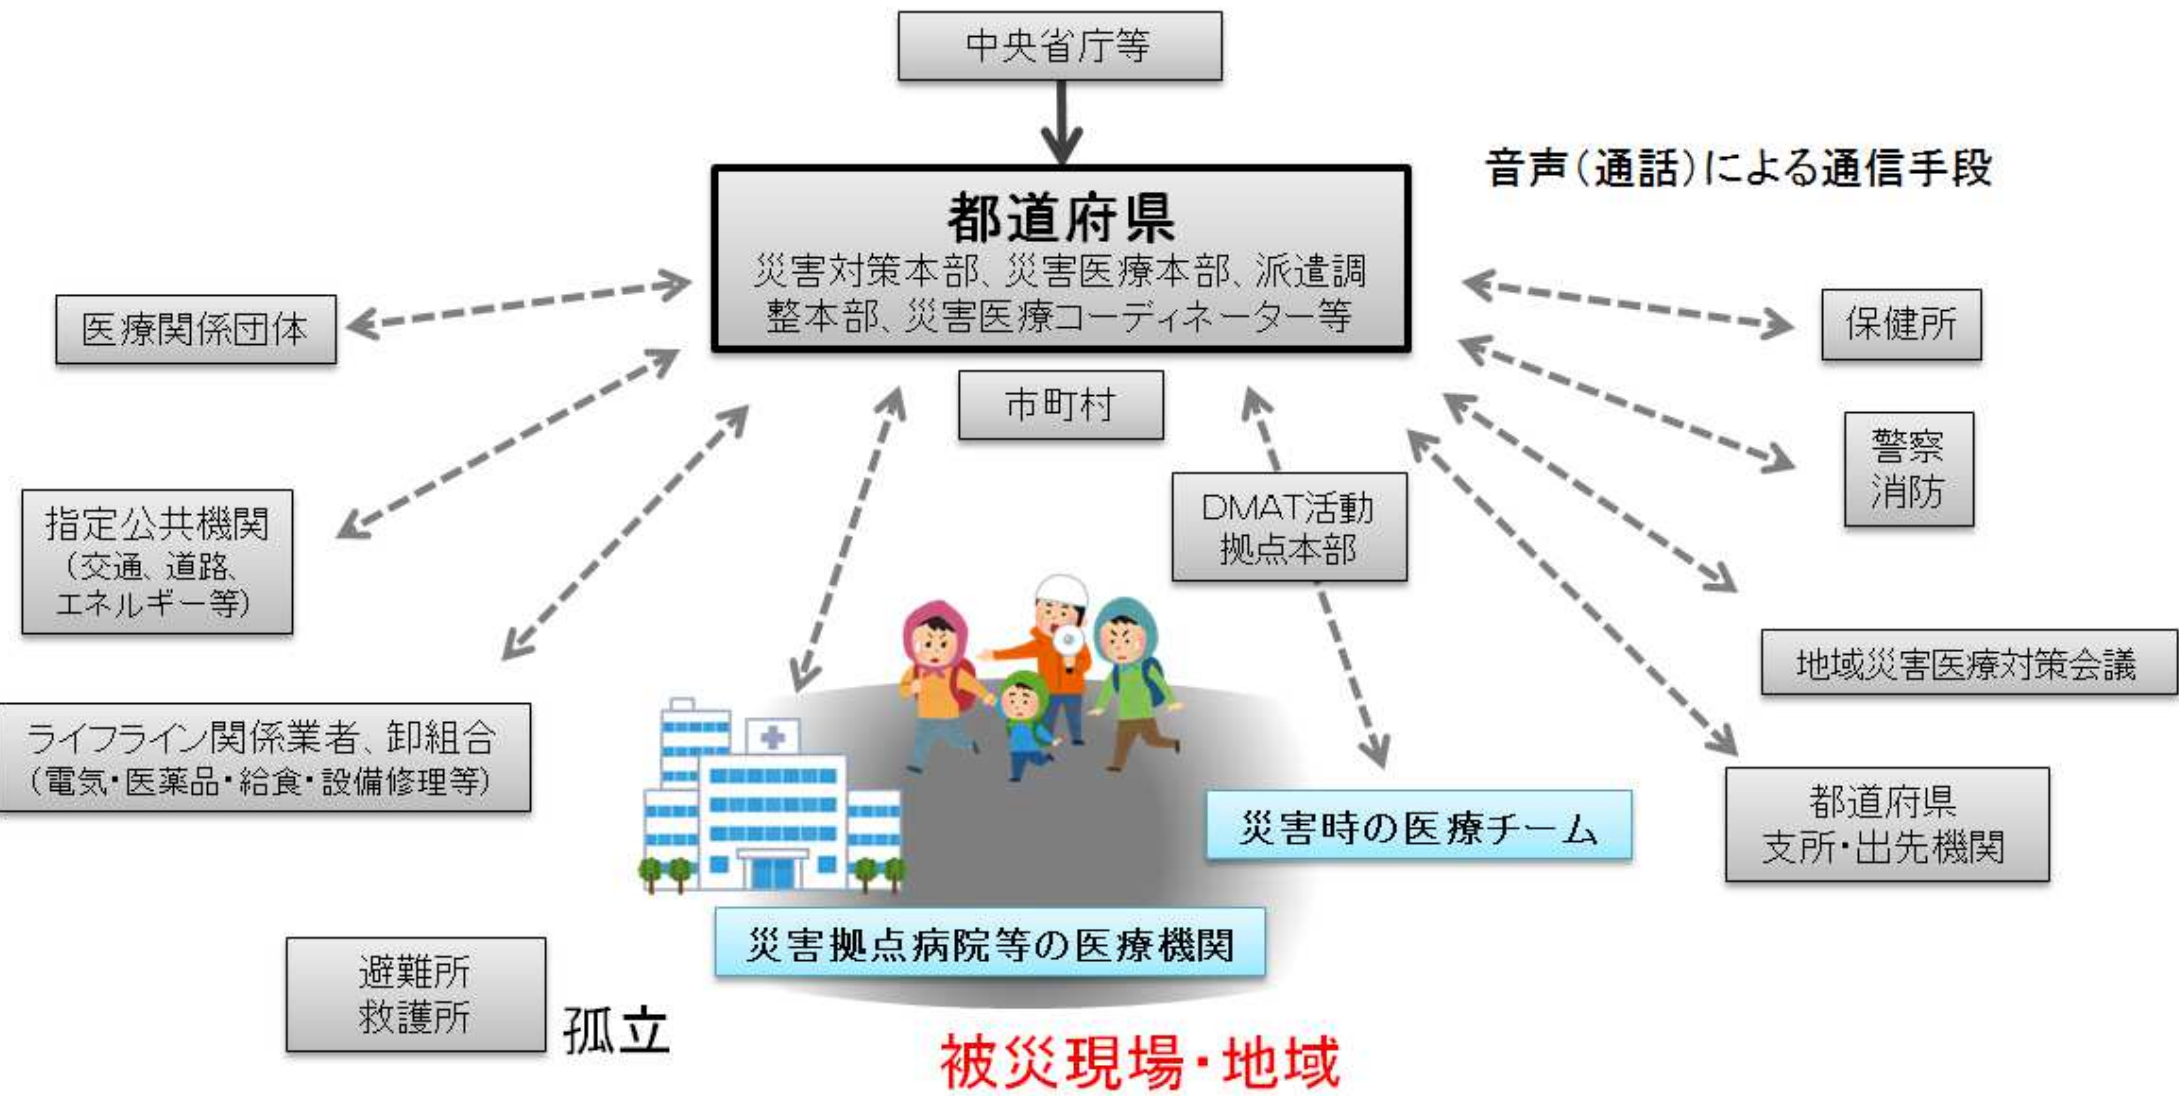 中央省庁等
音声(通話)による通信手段
都道府県
災害対策本部、災害医療本部、派遣調
整本部、災害医療コーディネーター等
医療関係団体
保健所
市町村
警察
消防
指定公共機関
(交通、道路、
エネルギー等)
DMAT活動
拠点本部
地域災害医療対策会議
ライフライン関係業者、卸組合
(電気・医薬品・給食・設備修理等)
災害時の医療チーム
都道府県
支所・出先機関
災害拠点病院等の医療機関
避難所
救護所
孤立
被災現場・地域